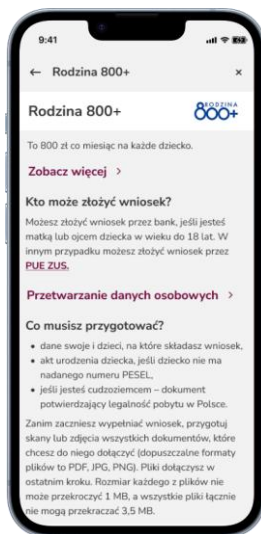 9:41
← Rodzina 800+ ×
Rodzina 800+ RODZINA 800+
To 800 zł co miesiąc na każde dziecko.
Zobacz więcej >
Kto może złożyć wniosek?
Możesz złożyć wniosek przez bank, jeśli jesteś
matką lub ojcem dziecka w wieku do 18 lat. W
innym przypadku możesz złożyć wniosek przez
PUE ZUS.
Przetwarzanie danych osobowych >
Co musisz przygotować?
• dane swoje i dzieci, na które składasz wniosek,
• akt urodzenia dziecka, jeśli dziecko nie ma
nadanego numeru PESEL,
• jeśli jesteś cudzoziemcem – dokument
potwierdzający legalność pobytu w Polsce.
Zanim zaczniesz wypełniać wniosek, przygotuj
skany lub zdjęcia wszystkich dokumentów, które
chcesz do niego dołączyć (dopuszczalne formaty
plików to PDF, JPG, PNG). Pliki dołączysz w
ostatnim kroku. Rozmiar każdego z plików nie
może przekroczyć 1 MB, a wszystkie pliki łącznie
nie mogą przekraczać 3,5 MB.